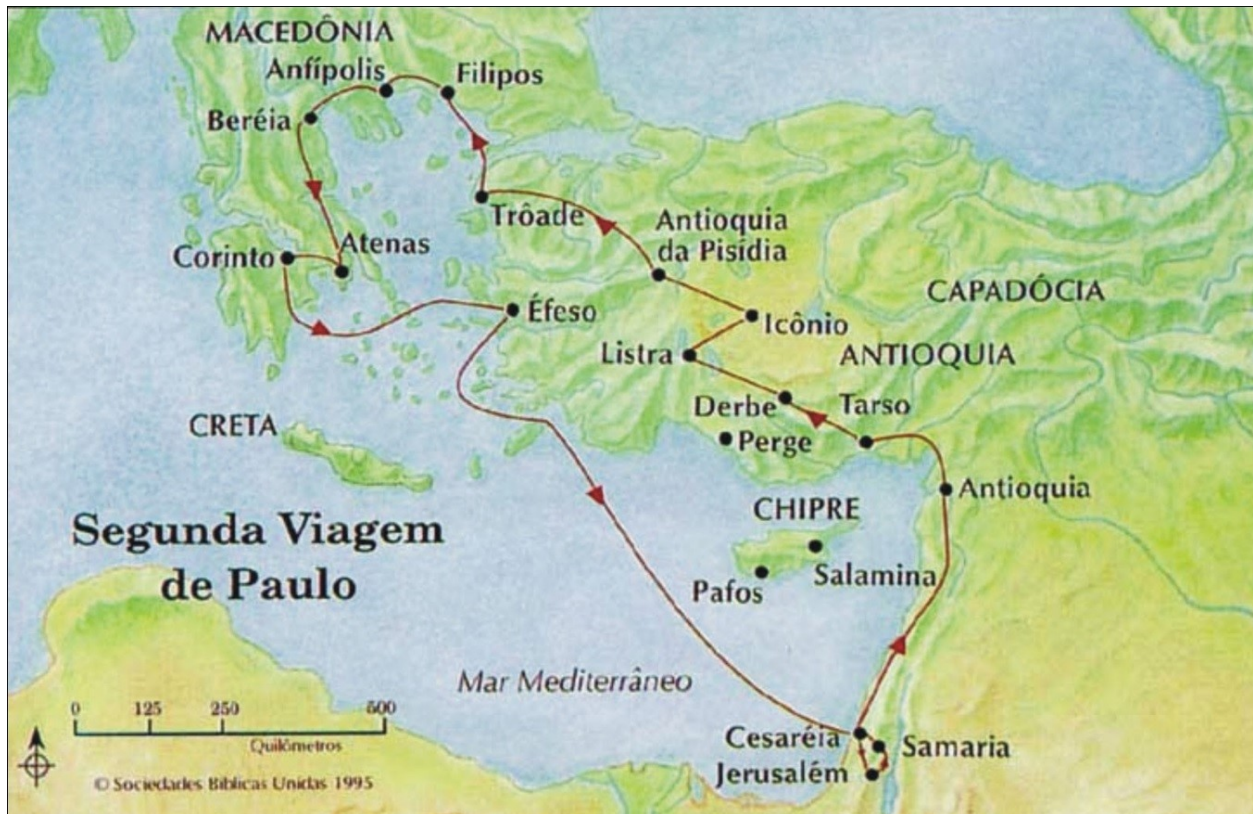 MACEDÔNIA
Anfípolis
Filipos
Beréia
Trôade
Antioquia
da Pisídia
Corinto
Atenas
CAPADÓCIA
Éfeso
Icônio
Listra
ANTIOQUIA
Derbe
Tarso
CRETA
Perge
Antioquia
Segunda Viagem
de Paulo
CHIPRE
Salamina
Pafos
Mar Mediterrâneo
0 125 250 500
Quilômetros
Cesaréia
Samaria
Jerusalém
© Sociedades Bíblicas Unidas 1995